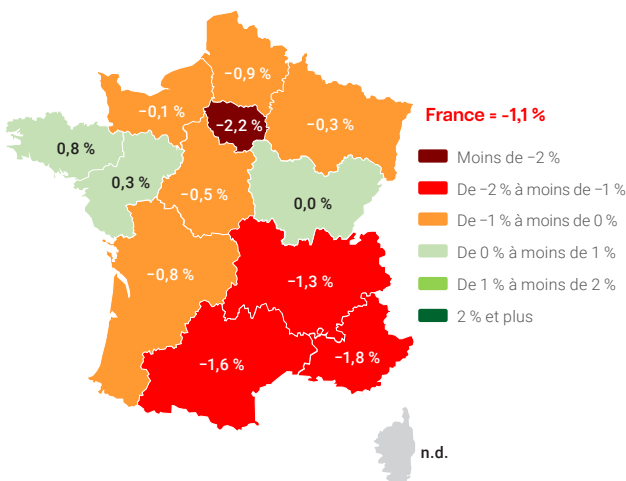 −0,9 %
−0,1 %
−2,2 %
−0,3 %
0,8 %
0,3 %
−0,5 %
0,0 %
−0,8 %
−1,3 %
−1,6 %
−1,8 %
n.d.
France = -1,1 %
Moins de −2 %
De −2 % à moins de −1 %
De −1 % à moins de 0 %
De 0 % à moins de 1 %
De 1 % à moins de 2 %
2 % et plus